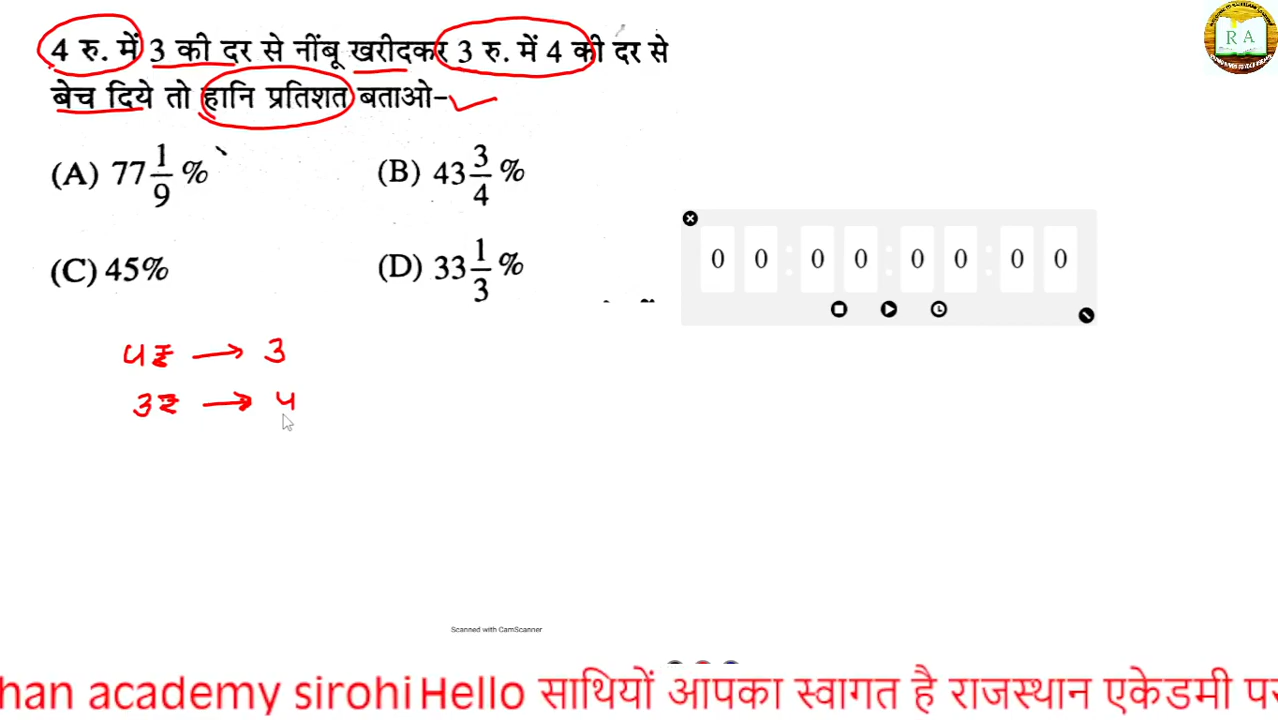 4 रु. में 3 की दर से नींबू खरीदकर 3 रु. में 4 की दर से
बेच दिये तो हानि प्रतिशत बताओ-
(A) 77 1/9 %
(B) 43 3/4 %
(C) 45%
(D) 33 1/3 %
0 0 : 0 0 : 0 0 : 0 0
4₹ → 3
3₹ → 4
R A
Scanned with CamScanner
han academy sirohi Hello साथियों आपका स्वागत है राजस्थान एकेडमी पर